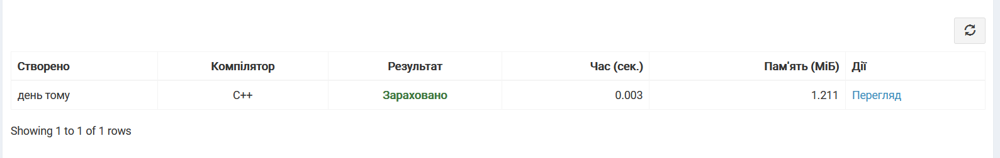 Створено Компілятор Результат Час (сек.) Пам'ять (МіБ) Дії
день тому C++ Зараховано 0.003 1.211 Перегляд
Showing 1 to 1 of 1 rows